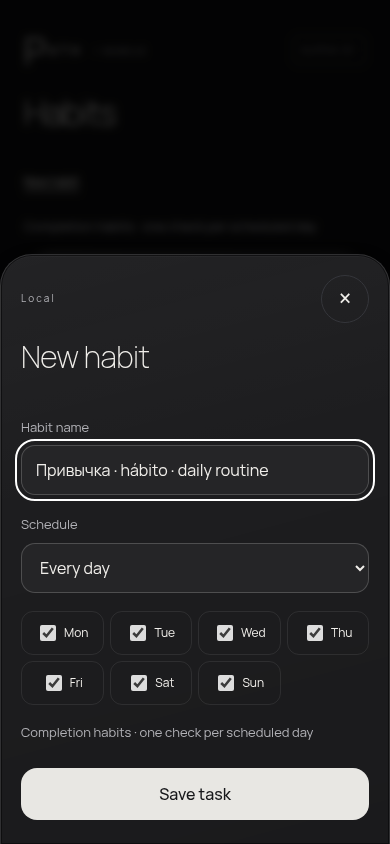 Habits
Local
×
New habit
Habit name
Привычка · hábito · daily routine
Schedule
Every day
Mon Tue Wed Thu
Fri Sat Sun
Completion habits · one check per scheduled day
Save task